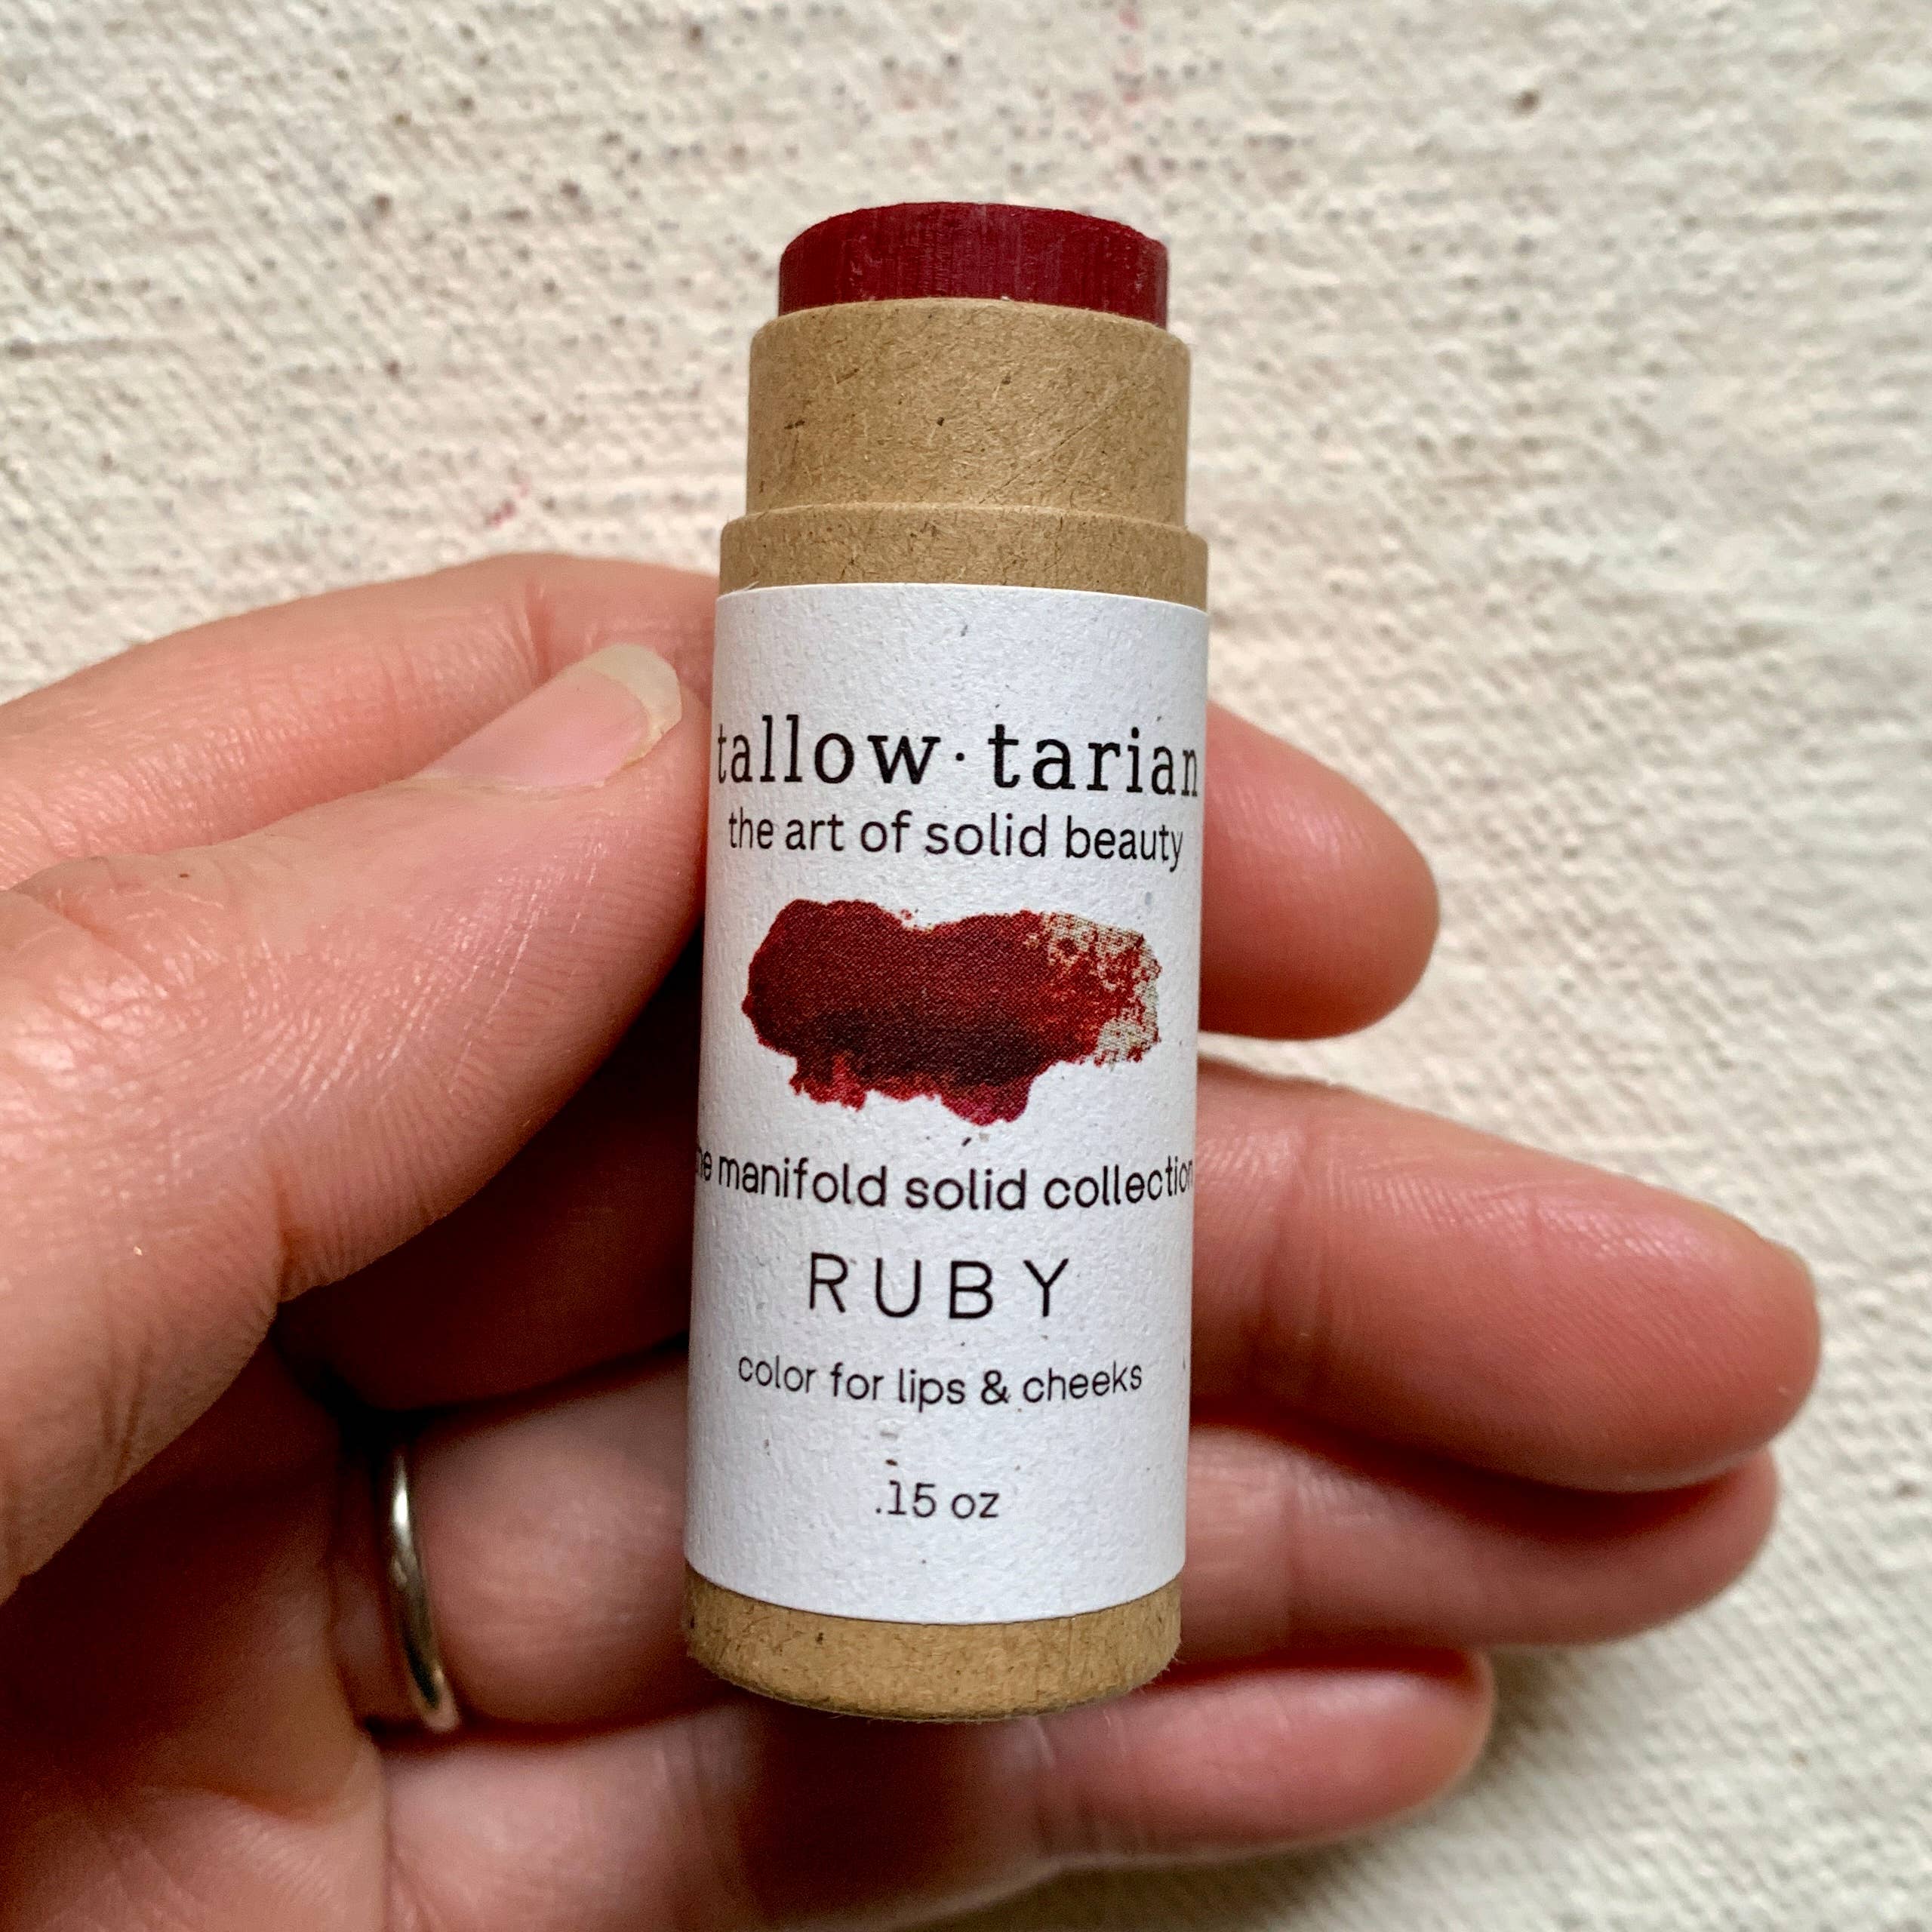 tallow · tarian
the art of solid beauty
manifold solid collection
RUBY
color for lips & cheeks
.15 oz